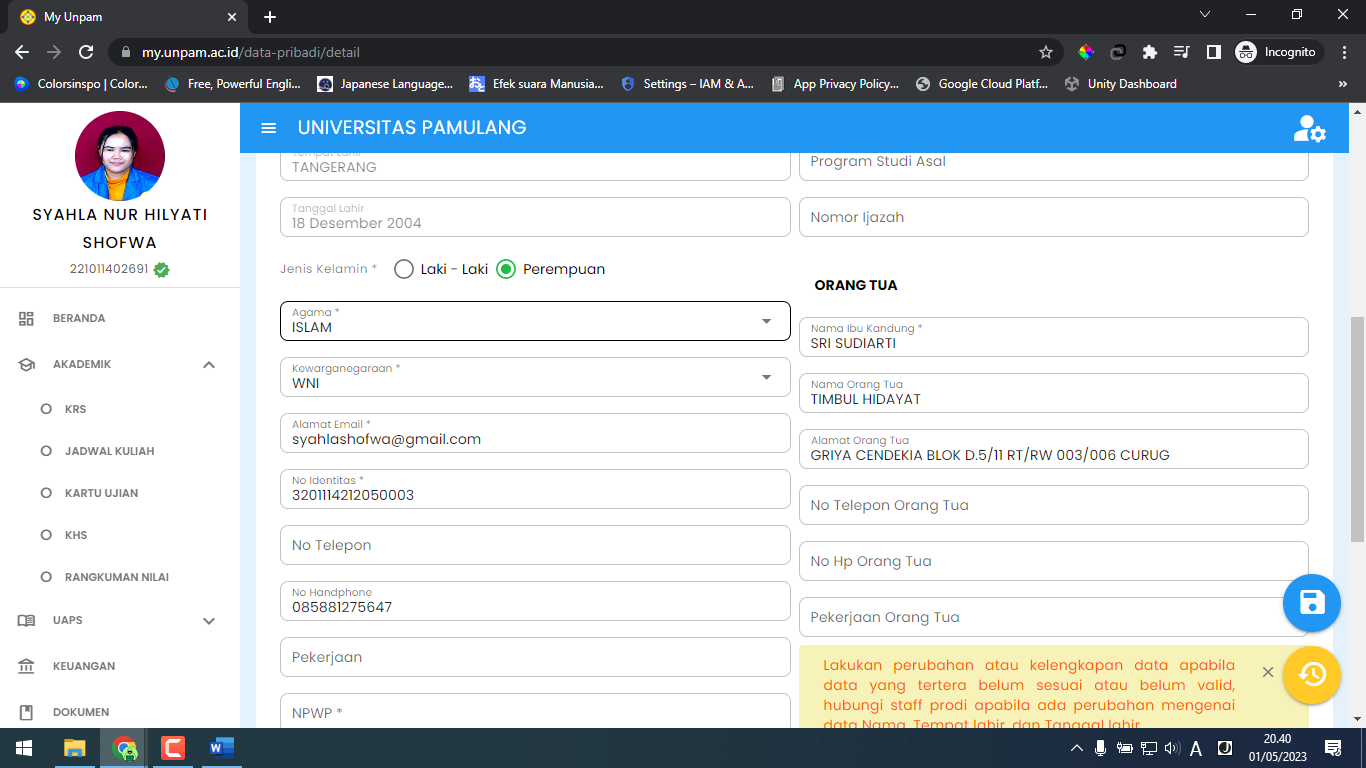 My Unpam
my.unpam.ac.id/data-pribadi/detail
Incognito
Colorsinspo | Color...
Free, Powerful Engli...
Japanese Language...
Efek suara Manusia...
Settings – IAM & A...
App Privacy Policy...
Google Cloud Platf...
Unity Dashboard
»
SYAHLA NUR HILYATI
SHOFWA
221011402691
BERANDA
AKADEMIK
KRS
JADWAL KULIAH
KARTU UJIAN
KHS
RANGKUMAN NILAI
UAPS
KEUANGAN
DOKUMEN
UNIVERSITAS PAMULANG
Tempat Lahir
TANGERANG
Tanggal Lahir
18 Desember 2004
Jenis Kelamin *
Laki - Laki
Perempuan
Agama *
ISLAM
Kewarganegaraan *
WNI
Alamat Email *
syahlashofwa@gmail.com
No Identitas *
3201114212050003
No Telepon
No Handphone
085881275647
Pekerjaan
NPWP *
Program Studi Asal
Nomor Ijazah
ORANG TUA
Nama Ibu Kandung *
SRI SUDIARTI
Nama Orang Tua
TIMBUL HIDAYAT
Alamat Orang Tua
GRIYA CENDEKIA BLOK D.5/11 RT/RW 003/006 CURUG
No Telepon Orang Tua
No Hp Orang Tua
Pekerjaan Orang Tua
Lakukan perubahan atau kelengkapan data apabila
data yang tertera belum sesuai atau belum valid,
hubungi staff prodi apabila ada perubahan mengenai
data Nama, Tempat lahir, dan Tanggal lahir
A
J
20.40
01/05/2023